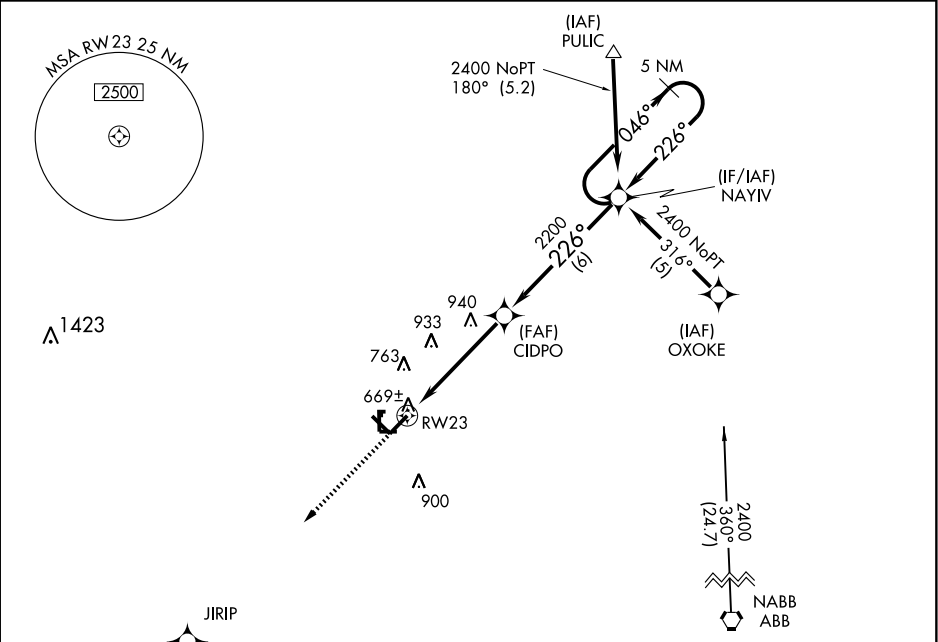 MSA RW23 25 NM
2500
(IAF)
PULIC
2400 NoPT
180° (5.2)
5 NM
046°
226°
(IF/IAF)
NAYIV
2400 NoPT
316°
(5)
(IAF)
OXOKE
2200
226°
(6)
(FAF)
CIDPO
940
933
763
669±
RW23
900
1423
2400
360°
(24.7)
NABB
ABB
JIRIP